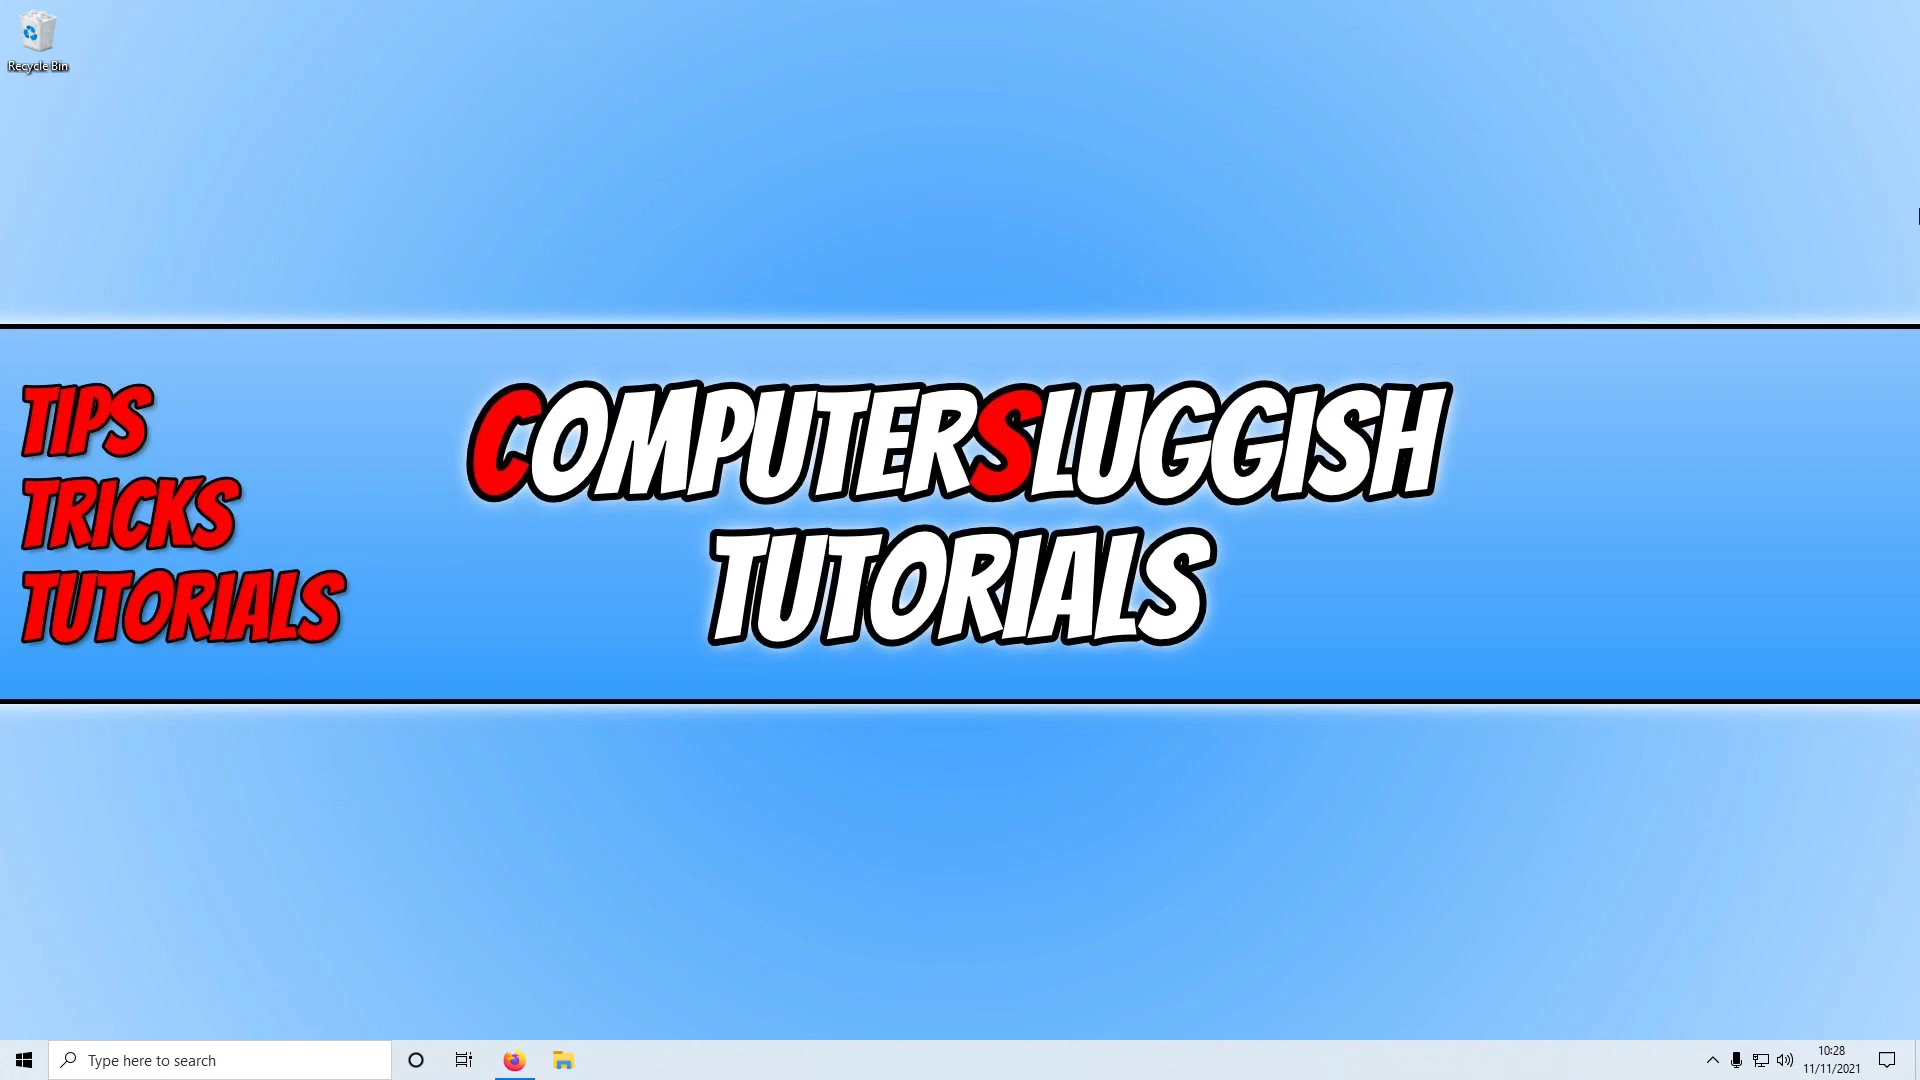 Recycle Bin
TIPS
TRICKS
TUTORIALS
COMPUTERSLUGGISH
TUTORIALS
Type here to search
10:28
11/11/2021